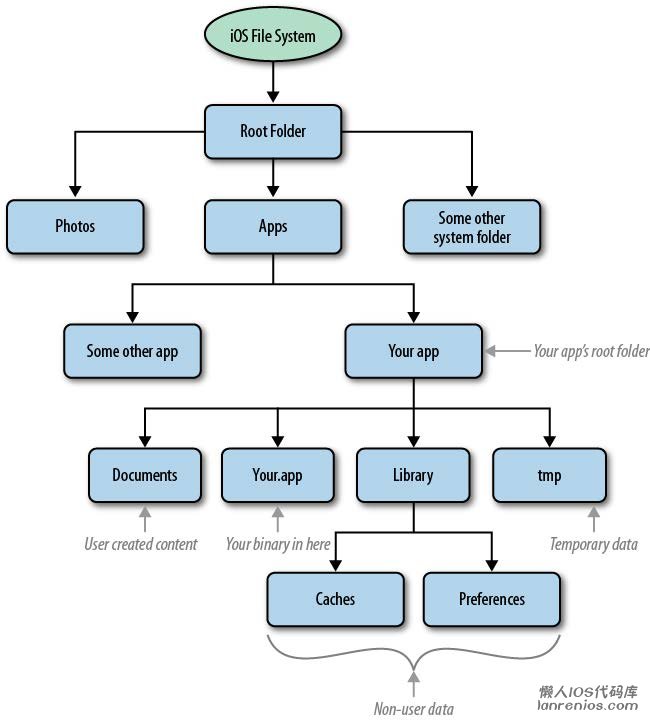 iOS File System
Root Folder
Photos
Apps
Some other
system folder
Some other app
Your app
Your app's root folder
Documents
Your.app
Library
tmp
User created content
Your binary in here
Temporary data
Caches
Preferences
Non-user data
懒人IOS代码库
lanrenios.com